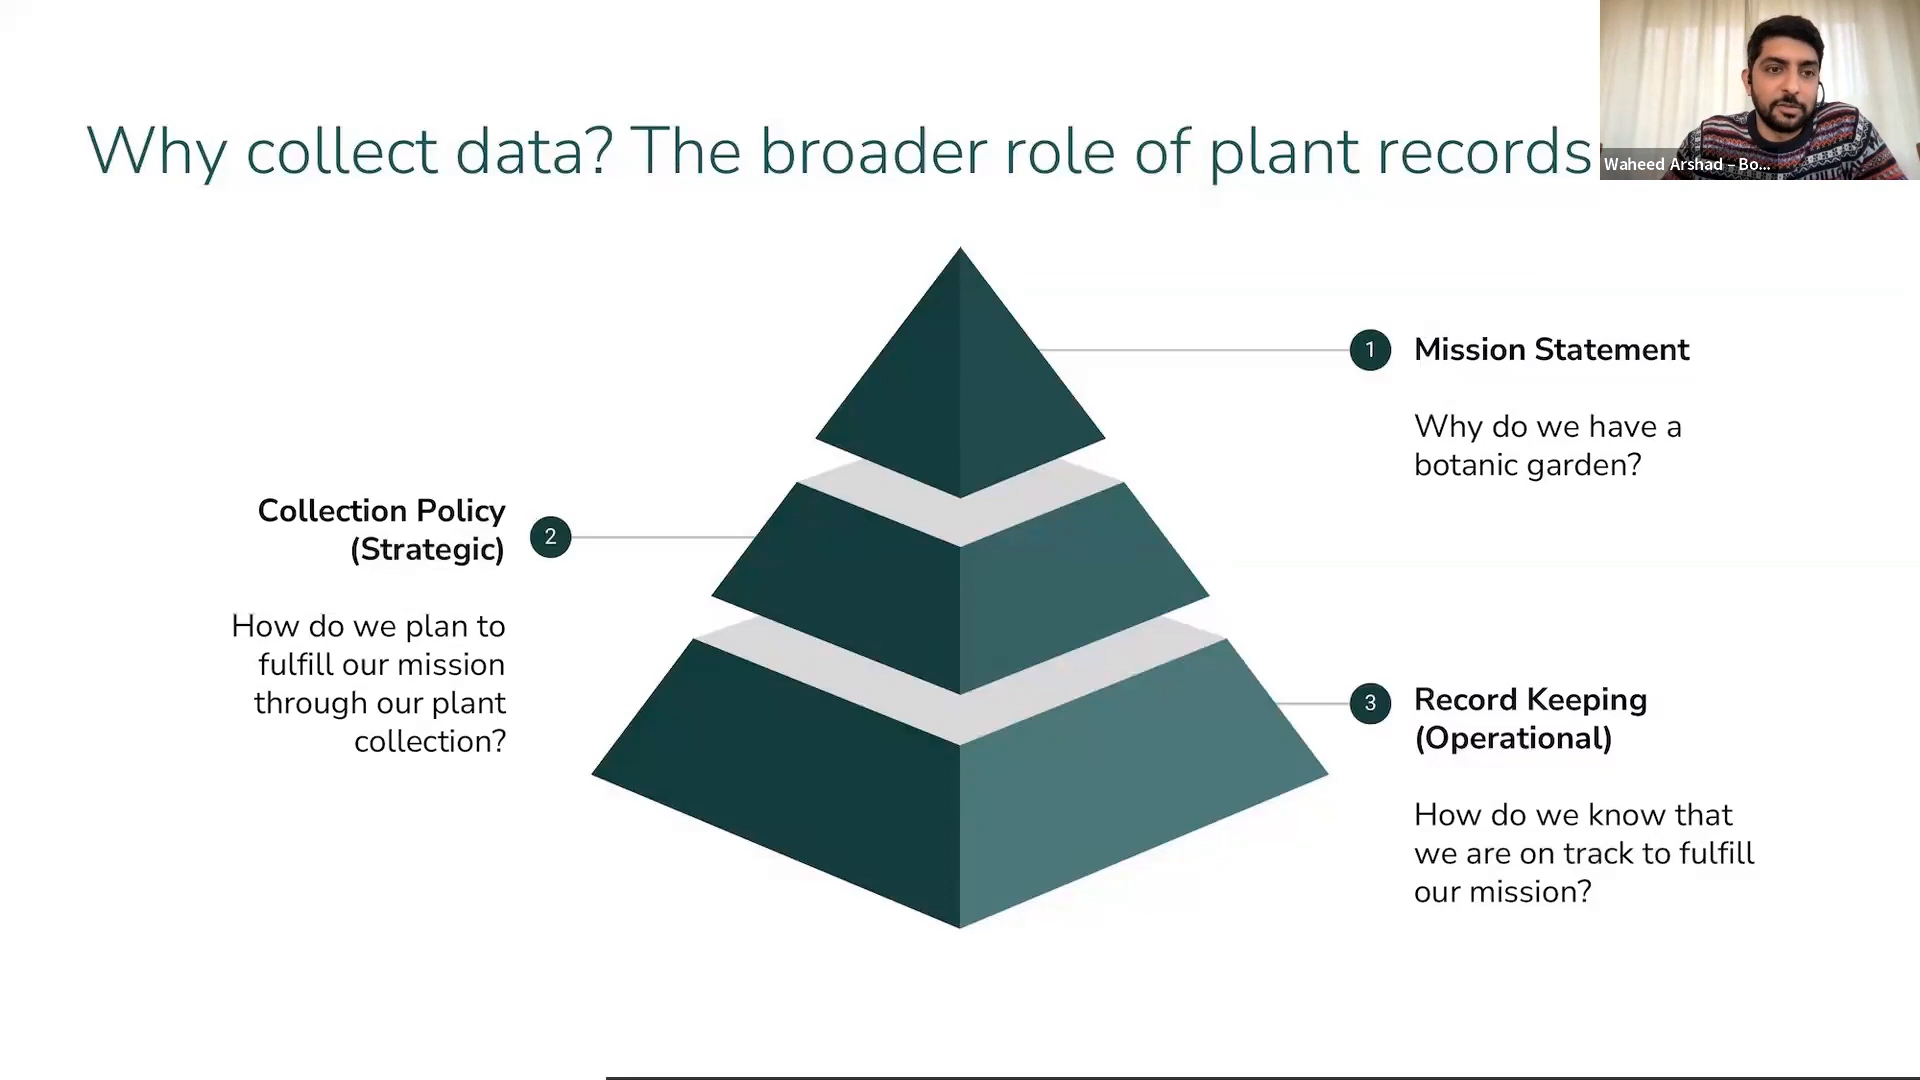 Why collect data? The broader role of plant records
Waheed Arshad – Bo...
1
Mission Statement
Why do we have a
botanic garden?
Collection Policy
(Strategic)
2
How do we plan to
fulfill our mission
through our plant
collection?
3
Record Keeping
(Operational)
How do we know that
we are on track to fulfill
our mission?